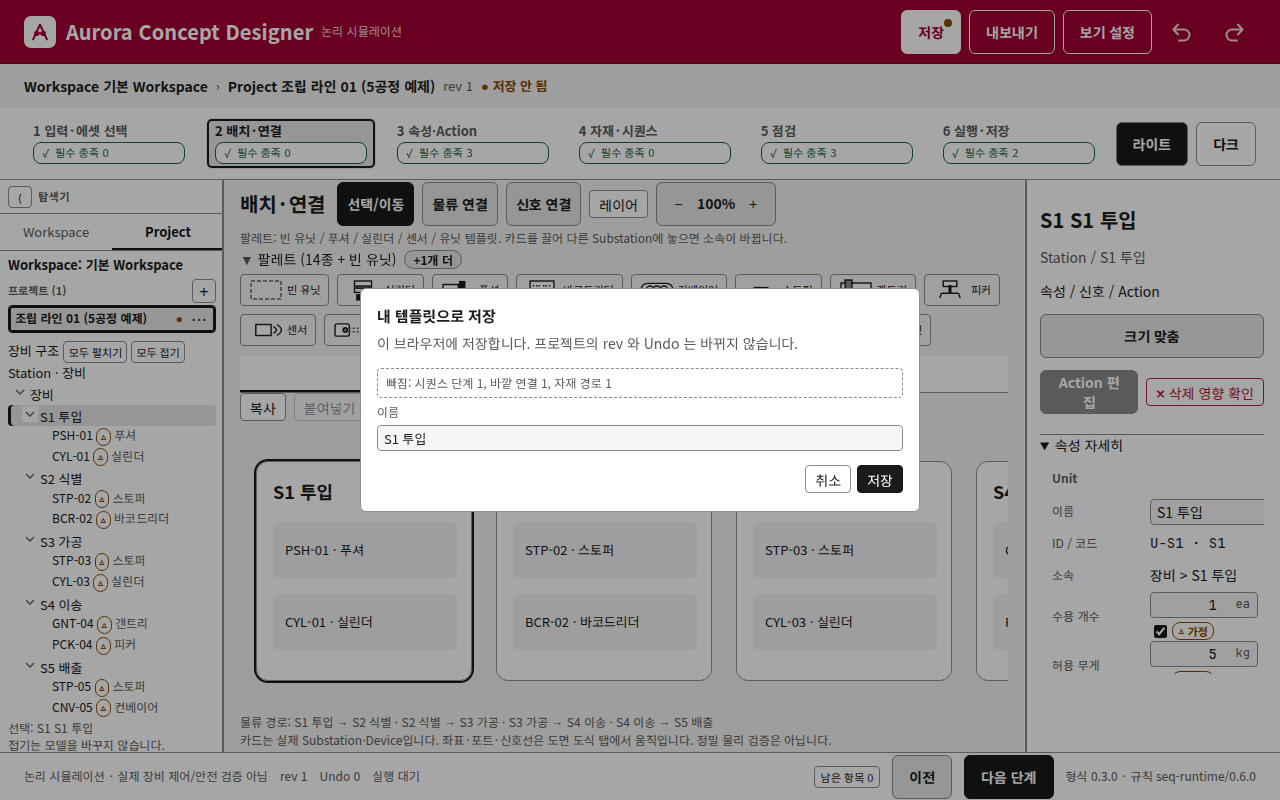 Aurora Concept Designer 논리 시뮬레이션 저장 내보내기 보기 설정
Workspace 기본 Workspace › Project 조립 라인 01 (5공정 예제) rev 1 ● 저장 안 됨
1 입력·에셋 선택 2 배치·연결 3 속성·Action 4 자재·시퀀스 5 점검 6 실행·저장
✓ 필수 충족 0 ✓ 필수 충족 0 ✓ 필수 충족 3 ✓ 필수 충족 0 ✓ 필수 충족 3 ✓ 필수 충족 2 라이트 다크
⟨ 탐색기
Workspace Project
Workspace: 기본 Workspace
프로젝트 (1) +
조립 라인 01 (5공정 예제) ● ···
장비 구조 모두 펼치기 모두 접기
Station · 장비
장비
S1 투입
PSH-01 푸셔
CYL-01 실린더
S2 식별
STP-02 스토퍼
BCR-02 바코드리더
S3 가공
STP-03 스토퍼
CYL-03 실린더
S4 이송
GNT-04 갠트리
PCK-04 피커
S5 배출
STP-05 스토퍼
CNV-05 컨베이어
선택: S1 S1 투입
접기는 모델을 바꾸지 않습니다.
배치·연결 선택/이동 물류 연결 신호 연결 레이어 − 100% +
팔레트: 빈 유닛 / 푸셔 / 실린더 / 센서 / 유닛 템플릿. 카드를 끌어 다른 Substation에 놓으면 소속이 바뀝니다.
▼ 팔레트 (14종 + 빈 유닛) +1개 더
빈 유닛 피커
센서
복사 붙여넣기
내 템플릿으로 저장
이 브라우저에 저장합니다. 프로젝트의 rev 와 Undo 는 바뀌지 않습니다.
빠짐: 시퀀스 단계 1, 바깥 연결 1, 자재 경로 1
이름
S1 투입
취소 저장
S1 투입
PSH-01 · 푸셔 STP-02 · 스토퍼 STP-03 · 스토퍼
CYL-01 · 실린더 BCR-02 · 바코드리더 CYL-03 · 실린더
물류 경로: S1 투입 → S2 식별 · S2 식별 → S3 가공 · S3 가공 → S4 이송 · S4 이송 → S5 배출
카드는 실제 Substation·Device입니다. 좌표·포트·신호선은 도면 도식 탭에서 움직입니다. 정밀 물리 검증은 아닙니다.
S1 S1 투입
Station / S1 투입
속성 / 신호 / Action
크기 맞춤
Action 편집 × 삭제 영향 확인
▼ 속성 자세히
Unit
이름 S1 투입
ID / 코드 U-S1 · S1
소속 장비 > S1 투입
수용 개수 1 ea
△ 가정
허용 무게 5 kg
논리 시뮬레이션 · 실제 장비 제어/안전 검증 아님 rev 1 Undo 0 실행 대기 남은 항목 0 이전 다음 단계 형식 0.3.0 · 규칙 seq-runtime/0.6.0